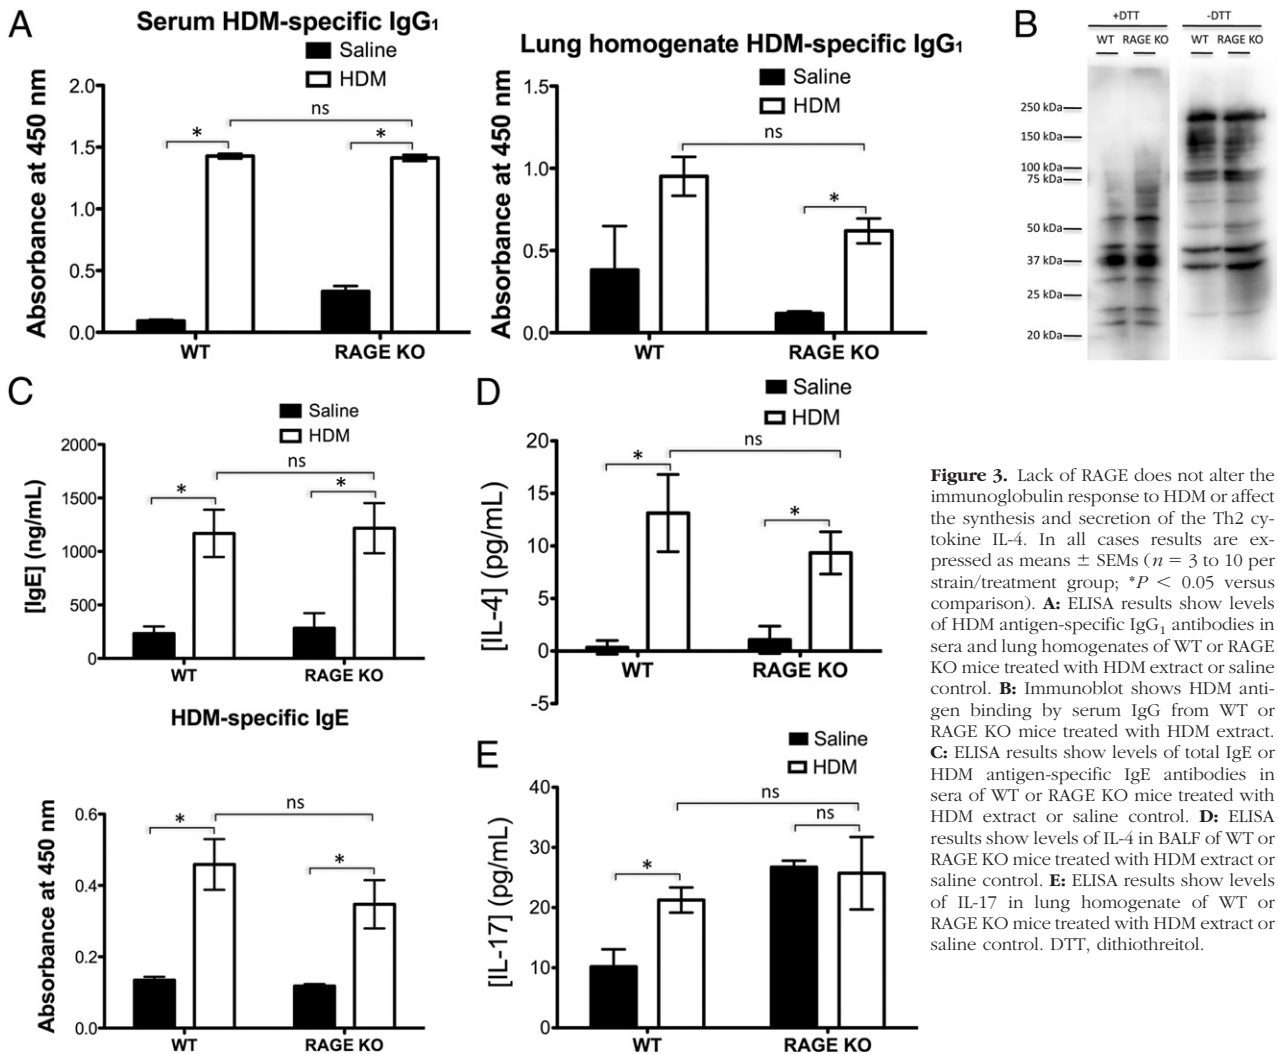 A
Serum HDM-specific IgG1
Saline
HDM
Absorbance at 450 nm
2.0
1.5
1.0
0.5
0.0
*
ns
*
WT
RAGE KO
Lung homogenate HDM-specific IgG1
Saline
HDM
Absorbance at 450 nm
1.5
1.0
0.5
0.0
ns
*
WT
RAGE KO
B
+DTT
-DTT
WT RAGE KO
WT RAGE KO
250 kDa
150 kDa
100 kDa
75 kDa
50 kDa
37 kDa
25 kDa
20 kDa
C
Saline
HDM
[IgE] (ng/mL)
2000
1500
1000
500
0
*
ns
*
WT
RAGE KO
HDM-specific IgE
Absorbance at 450 nm
0.6
0.4
0.2
0.0
*
ns
*
WT
RAGE KO
D
Saline
HDM
[IL-4] (pg/mL)
20
15
10
5
0
-5
*
ns
*
WT
RAGE KO
E
Saline
HDM
[IL-17] (pg/mL)
40
30
20
10
0
*
ns
ns
WT
RAGE KO
Figure 3. Lack of RAGE does not alter the
immunoglobulin response to HDM or affect
the synthesis and secretion of the Th2 cy-
tokine IL-4. In all cases results are ex-
pressed as means ± SEMs (n = 3 to 10 per
strain/treatment group; *P < 0.05 versus
comparison). A: ELISA results show levels
of HDM antigen-specific IgG1 antibodies in
sera and lung homogenates of WT or RAGE
KO mice treated with HDM extract or saline
control. B: Immunoblot shows HDM anti-
gen binding by serum IgG from WT or
RAGE KO mice treated with HDM extract.
C: ELISA results show levels of total IgE or
HDM antigen-specific IgE antibodies in
sera of WT or RAGE KO mice treated with
HDM extract or saline control. D: ELISA
results show levels of IL-4 in BALF of WT or
RAGE KO mice treated with HDM extract or
saline control. E: ELISA results show levels
of IL-17 in lung homogenate of WT or
RAGE KO mice treated with HDM extract or
saline control. DTT, dithiothreitol.